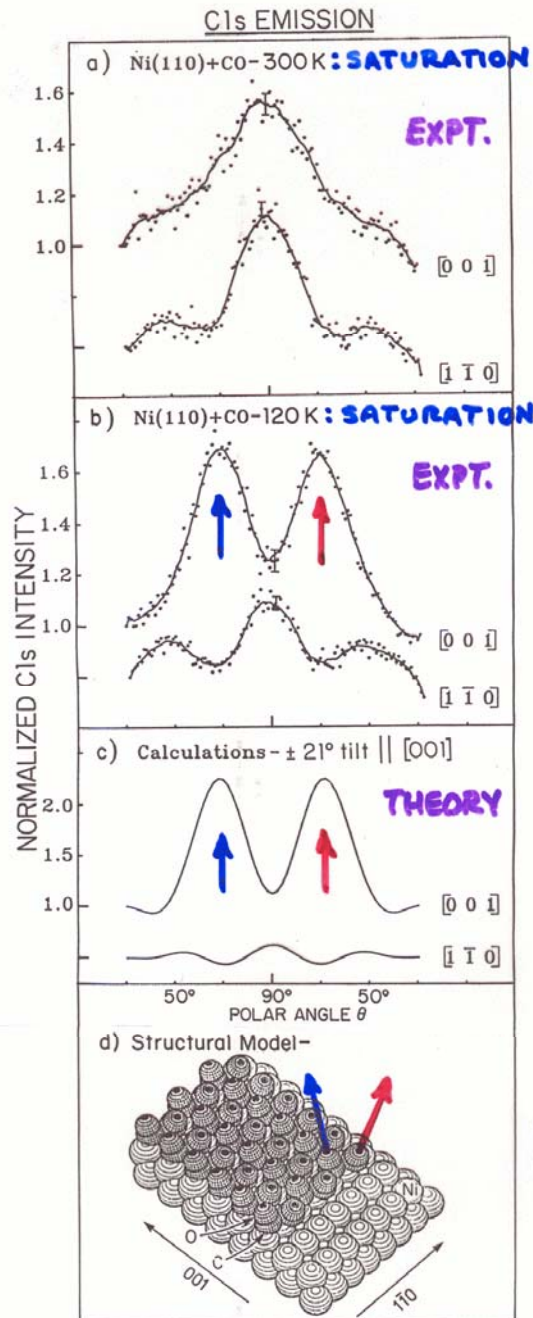 C1s EMISSION
a) Ni(110)+CO-300K: SATURATION
EXPT.
1.6
1.4
1.2
1.0
[0 0 1̄]
[1 1̄ 0]
b) Ni(110)+CO-120K: SATURATION
EXPT.
1.6
1.4
1.2
1.0
[0 0 1̄]
[1 1̄ 0]
NORMALIZED C1s INTENSITY
c) Calculations- ± 21° tilt || [001]
THEORY
2.0
1.5
1.0
[0 0 1̄]
[1 1̄ 0]
50° 90° 50°
POLAR ANGLE θ
d) Structural Model-
Ni
O
C
001
11̄0